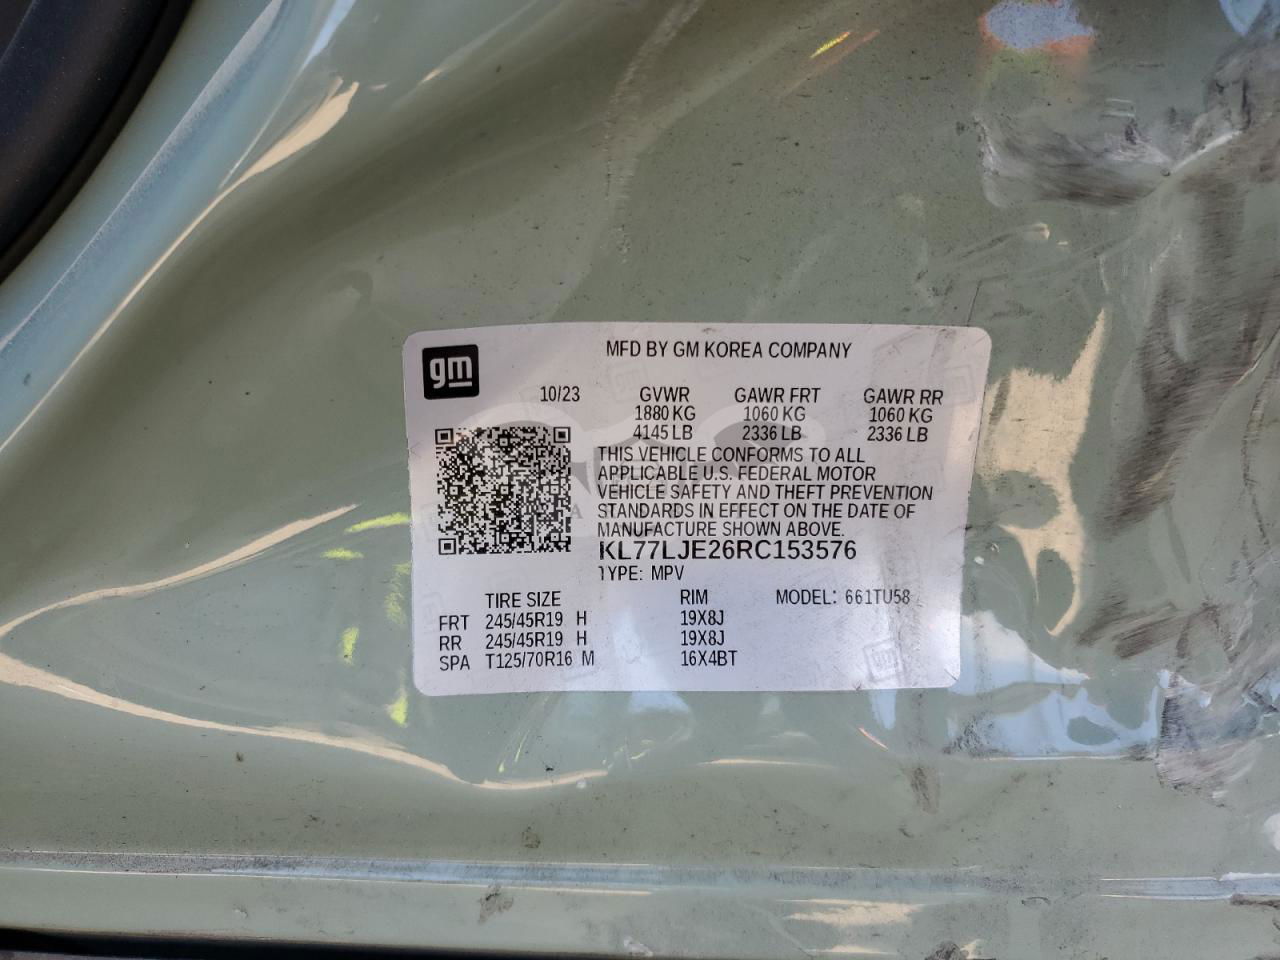 gm
MFD BY GM KOREA COMPANY
10/23 GVWR GAWR FRT GAWR RR
1880 KG 1060 KG 1060 KG
4145 LB 2336 LB 2336 LB
THIS VEHICLE CONFORMS TO ALL
APPLICABLE U.S. FEDERAL MOTOR
VEHICLE SAFETY AND THEFT PREVENTION
STANDARDS IN EFFECT ON THE DATE OF
MANUFACTURE SHOWN ABOVE.
KL77LJE26RC153576
TYPE: MPV
TIRE SIZE RIM MODEL: 661TU58
FRT 245/45R19 H 19X8J
RR 245/45R19 H 19X8J
SPA T125/70R16 M 16X4BT